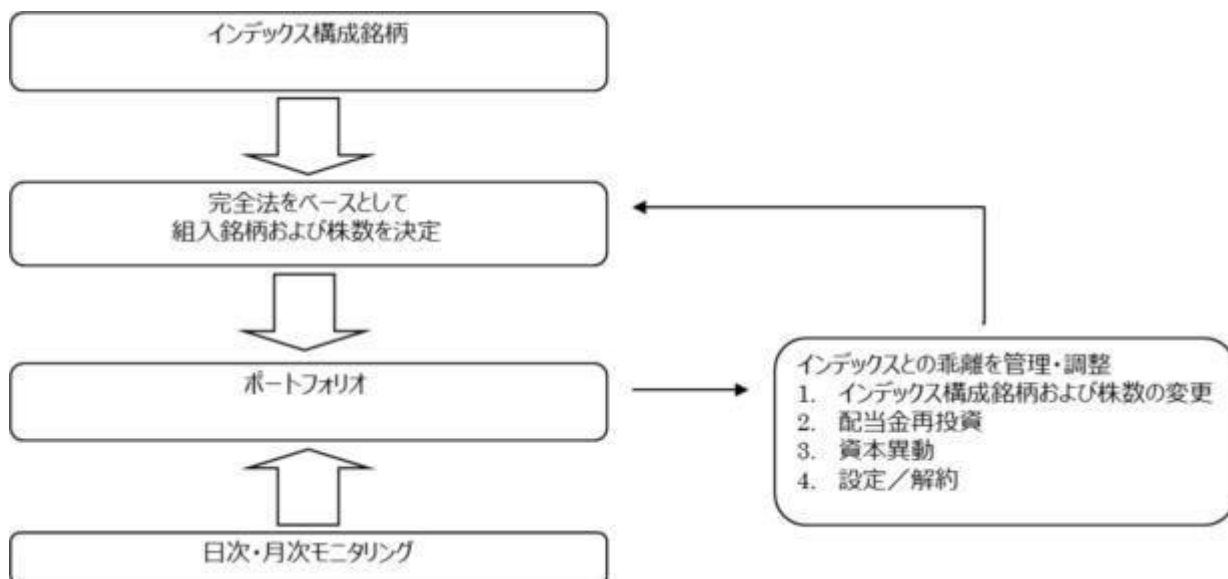 インデックス構成銘柄
完全法をベースとして
組入銘柄および株数を決定
ポートフォリオ
インデックスとの乖離を管理・調整
1. インデックス構成銘柄および株数の変更
2. 配当金再投資
3. 資本異動
4. 設定／解約
日次・月次モニタリング